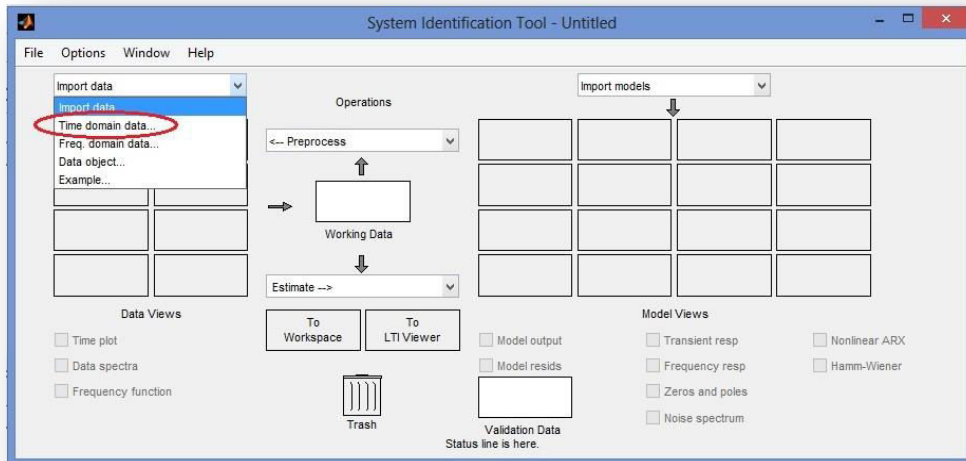 System Identification Tool - Untitled
File Options Window Help
Import data
Import data
Time domain data...
Freq. domain data...
Data object...
Example...
Operations
<-- Preprocess
Working Data
Estimate -->
To Workspace
To LTI Viewer
Import models
Data Views
Time plot
Data spectra
Frequency function
Trash
Model Views
Model output
Model resids
Transient resp
Frequency resp
Zeros and poles
Noise spectrum
Nonlinear ARX
Hamm-Wiener
Validation Data
Status line is here.